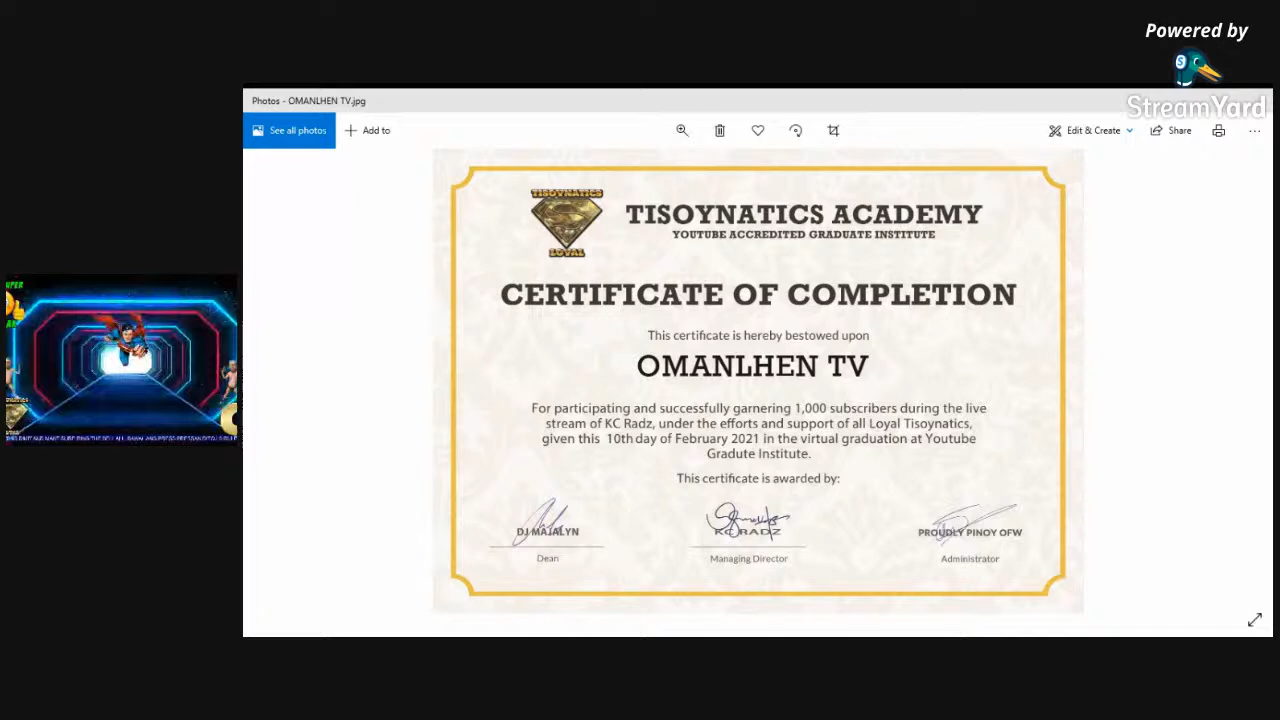 Powered by
StreamYard
Photos - OMANLHEN TV.jpg
See all photos
Add to
Edit & Create
Share
TISOYNATICS
LOYAL
TISOYNATICS ACADEMY
YOUTUBE ACCREDITED GRADUATE INSTITUTE
CERTIFICATE OF COMPLETION
This certificate is hereby bestowed upon
OMANLHEN TV
For participating and successfully garnering 1,000 subscribers during the live
stream of KC Radz, under the efforts and support of all Loyal Tisoynatics,
given this 10th day of February 2021 in the virtual graduation at Youtube
Gradute Institute.
This certificate is awarded by:
DJ MAJALYN
Dean
KC RADZ
Managing Director
PROUDLY PINOY OFW
Administrator